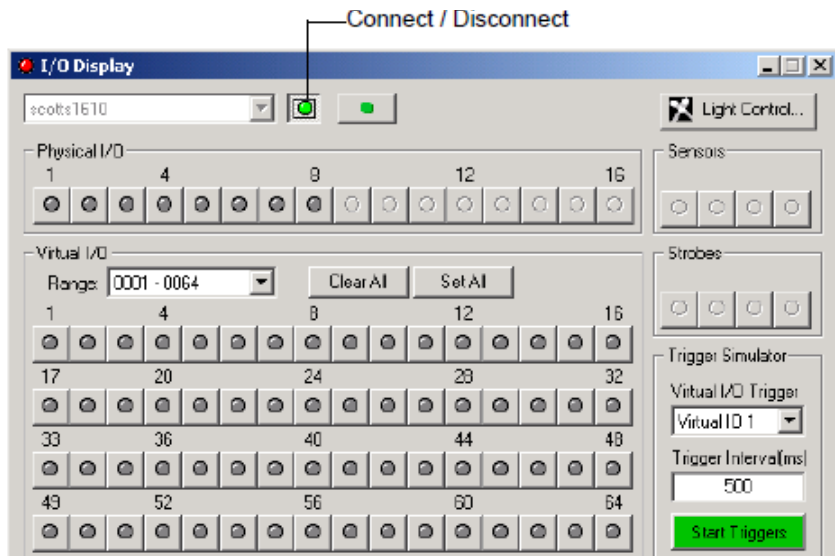 Connect / Disconnect
I/O Display
scotts1610
Light Control...
Physical I/O
1 4 8 12 16
Sensors
Virtual I/O
Range: 0001 - 0064 Clear All Set All
1 4 8 12 16
17 20 24 28 32
33 36 40 44 48
49 52 56 60 64
Strobes
Trigger Simulator
Virtual I/O Trigger
Virtual IO 1
Trigger Interval(ms)
500
Start Triggers